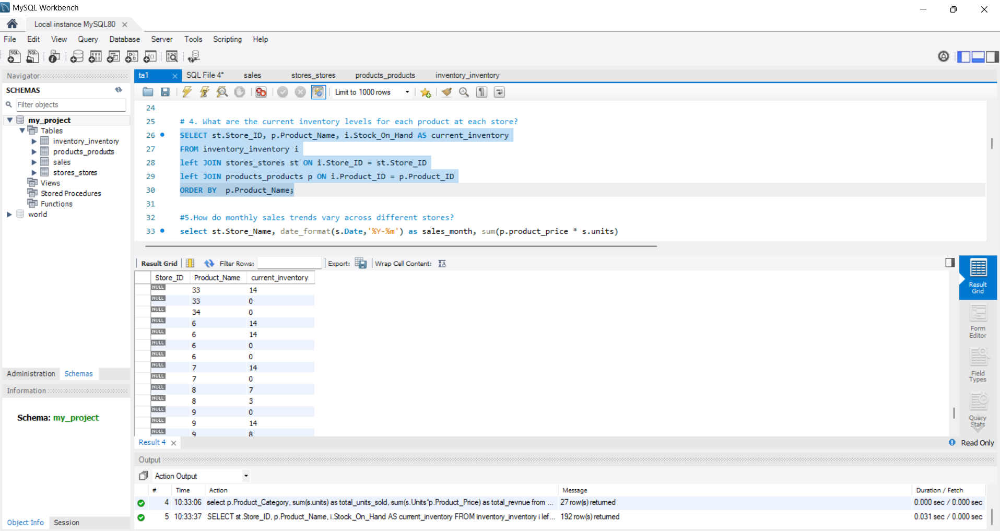 MySQL Workbench
Local instance MySQL80
File Edit View Query Database Server Tools Scripting Help
Navigator
SCHEMAS
Filter objects
my_project
Tables
inventory_inventory
products_products
sales
stores_stores
Views
Stored Procedures
Functions
world
Administration Schemas
Information
Schema: my_project
Object Info Session
ta1 SQL File 4* sales stores_stores products_products inventory_inventory
Limit to 1000 rows
24
25 # 4. What are the current inventory levels for each product at each store?
26 SELECT st.Store_ID, p.Product_Name, i.Stock_On_Hand AS current_inventory
27 FROM inventory_inventory i
28 left JOIN stores_stores st ON i.Store_ID = st.Store_ID
29 left JOIN products_products p ON i.Product_ID = p.Product_ID
30 ORDER BY p.Product_Name;
31
32 #5.How do monthly sales trends vary across different stores?
33 select st.Store_Name, date_format(s.Date,'%Y-%m') as sales_month, sum(p.product_price * s.units)
Result Grid Filter Rows: Export: Wrap Cell Content:
Store_ID Product_Name current_inventory
NULL 33 14
NULL 33 0
NULL 34 0
NULL 6 14
NULL 6 14
NULL 6 0
NULL 6 0
NULL 7 14
NULL 7 0
NULL 8 7
NULL 8 3
NULL 9 0
NULL 9 14
NULL 9 8
Result Grid
Form Editor
Field Types
Query Stats
Result 4
Read Only
Output
Action Output
# Time Action Message Duration / Fetch
4 10:33:06 select p.Product_Category, sum(s.units) as total_units_sold, sum(s.Units*p.Product_Price) as total_revnue from ... 27 row(s) returned 0.000 sec / 0.000 sec
5 10:33:37 SELECT st.Store_ID, p.Product_Name, i.Stock_On_Hand AS current_inventory FROM inventory_inventory i lef... 192 row(s) returned 0.031 sec / 0.000 sec